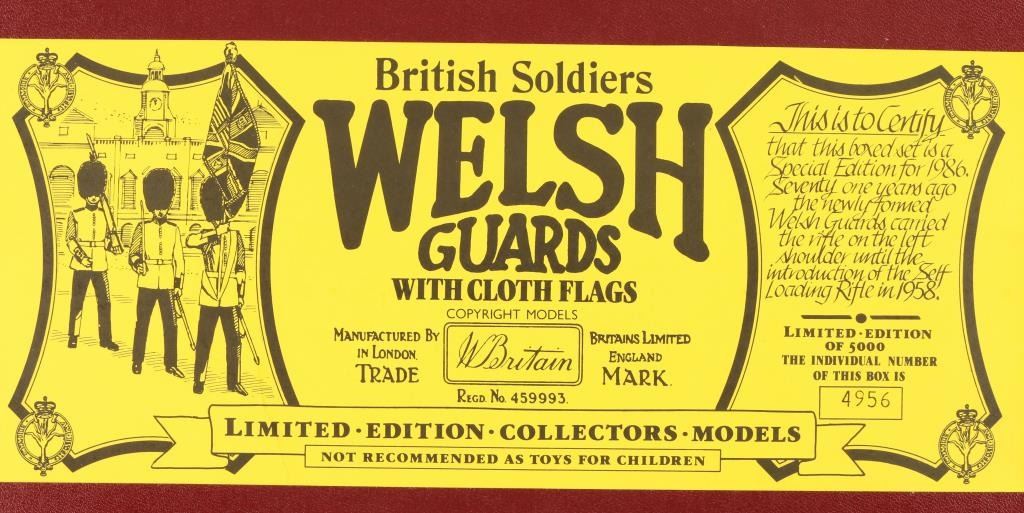 British Soldiers
WELSH
GUARDS
WITH CLOTH FLAGS
COPYRIGHT MODELS
MANUFACTURED BY
IN LONDON.
TRADE
W Britain
BRITAINS LIMITED
ENGLAND
MARK.
REGD. No. 459993.
This is to Certify
that this boxed set is a
Special Edition for 1986.
Seventy one years ago
the newly formed
Welsh Guards carried
the rifle on the left
shoulder until the
introduction of the Self
Loading Rifle in 1958.
LIMITED·EDITION
OF 5000
THE INDIVIDUAL NUMBER
OF THIS BOX IS
4956
LIMITED·EDITION·COLLECTORS·MODELS
NOT RECOMMENDED AS TOYS FOR CHILDREN